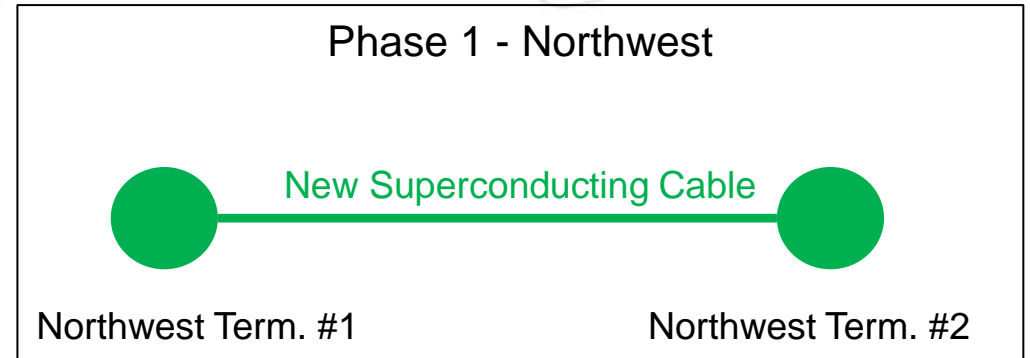 Phase 1 - Northwest
New Superconducting Cable
Northwest Term. #1
Northwest Term. #2